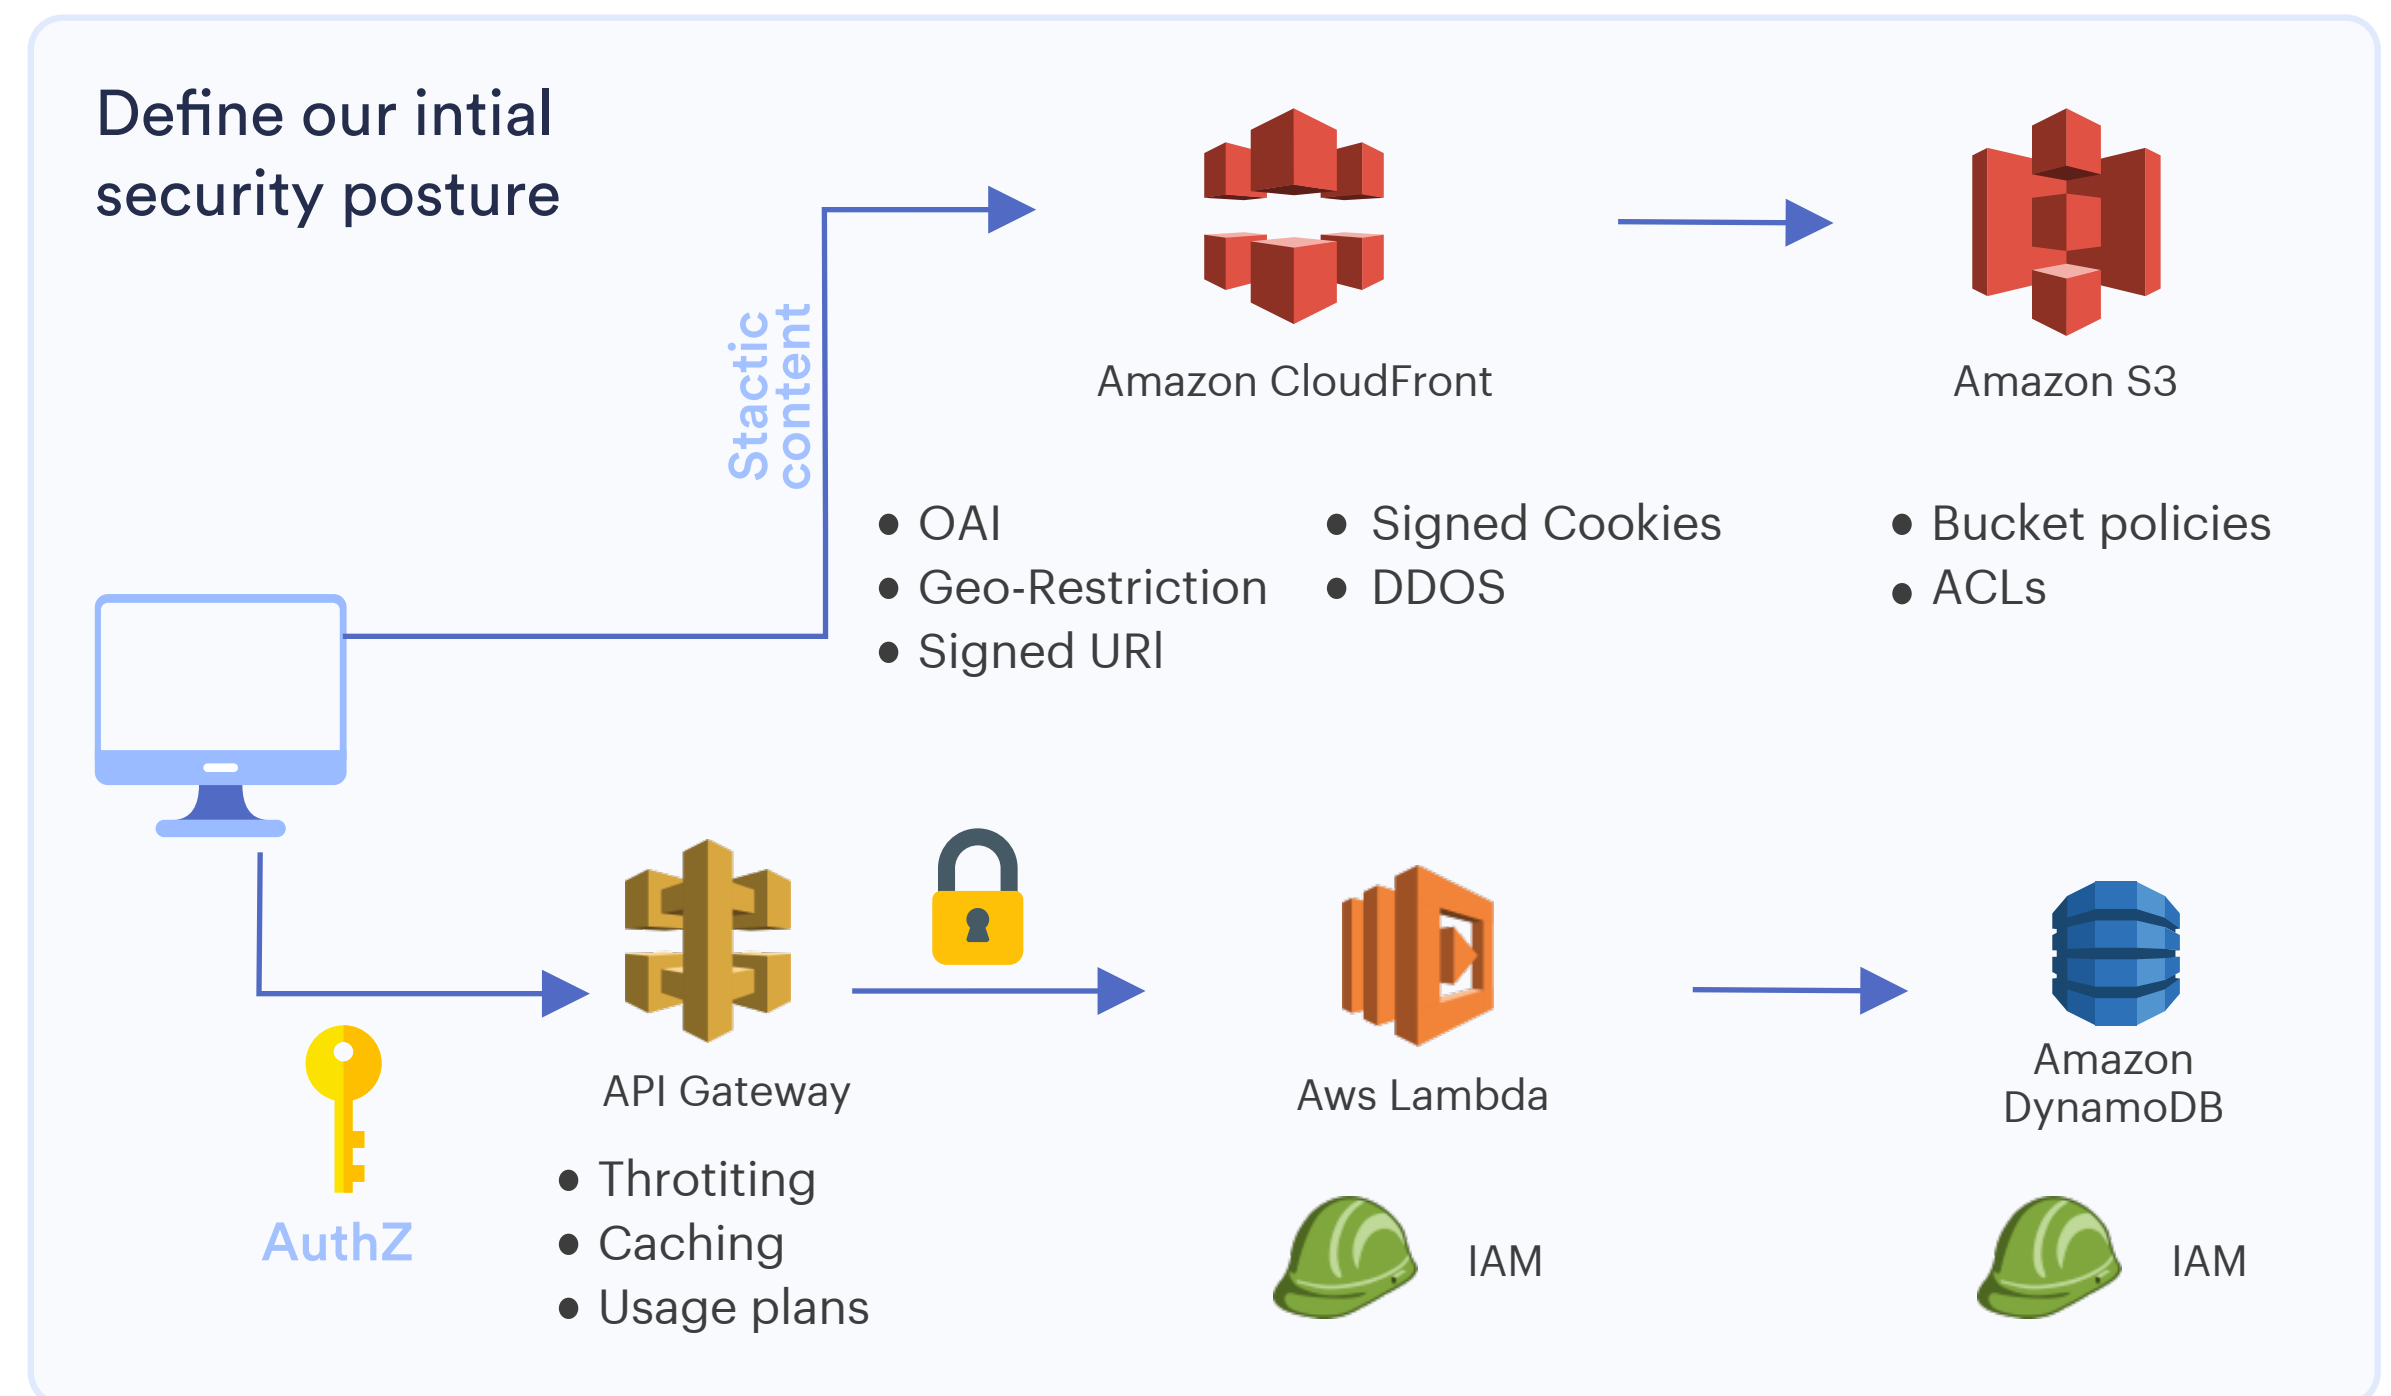 Define our intial
security posture
Stactic
content
Amazon CloudFront
Amazon S3
OAI
Geo-Restriction
Signed URl
Signed Cookies
DDOS
Bucket policies
ACLs
API Gateway
Aws Lambda
Amazon
DynamoDB
AuthZ
Throtiting
Caching
Usage plans
IAM
IAM